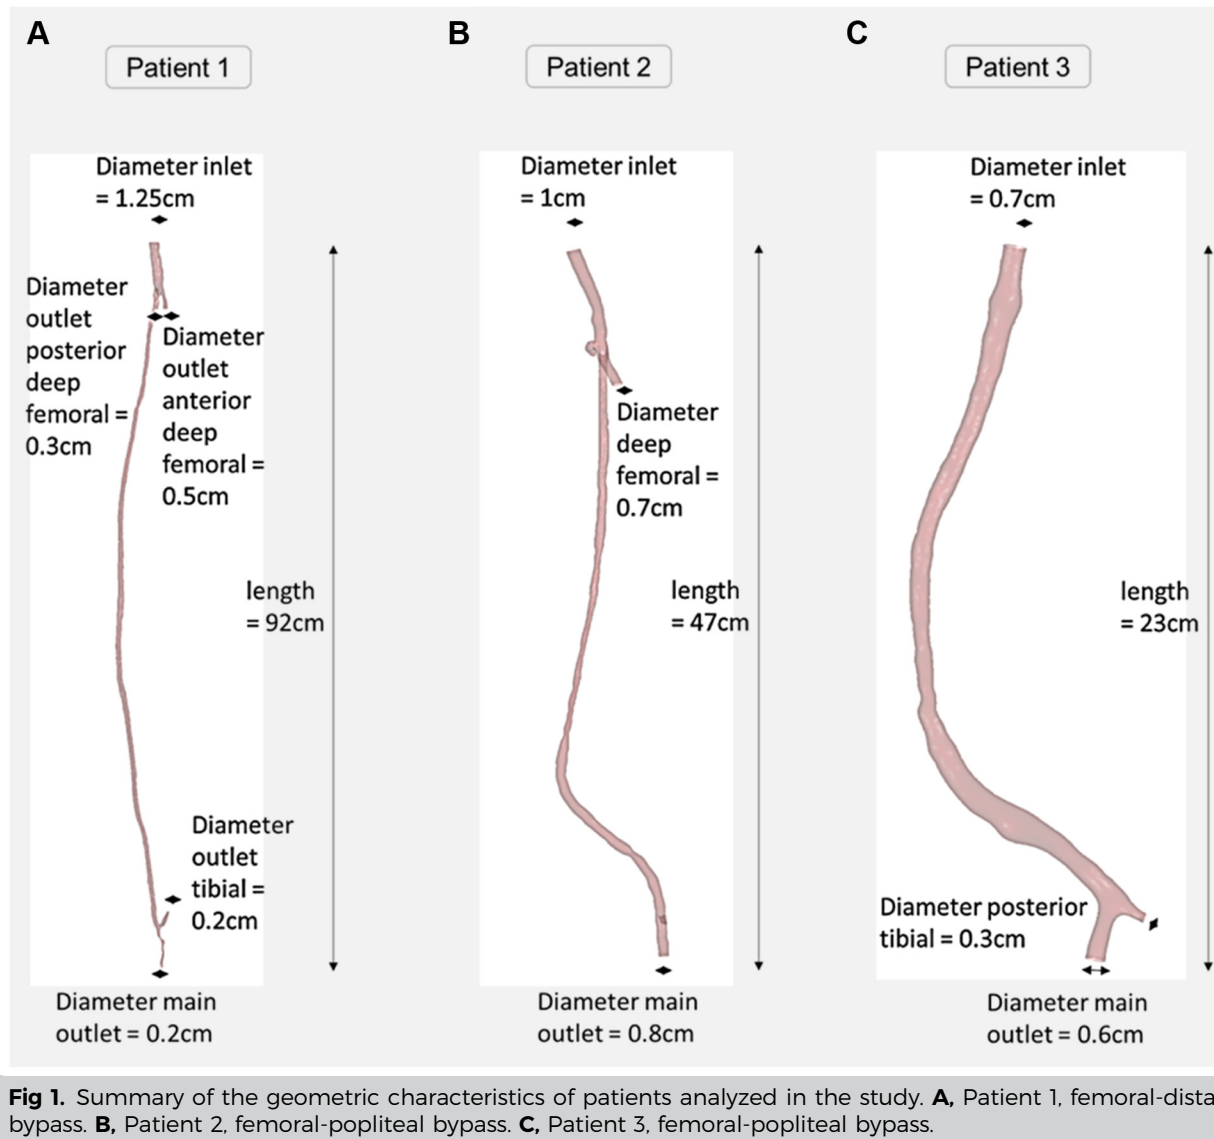 A
Patient 1
Diameter inlet
= 1.25cm
Diameter
outlet
posterior
deep
femoral =
0.3cm
Diameter
outlet
anterior
deep
femoral =
0.5cm
length
= 92cm
Diameter
outlet
tibial =
0.2cm
Diameter main
outlet = 0.2cm
B
Patient 2
Diameter inlet
= 1cm
Diameter
deep
femoral =
0.7cm
length
= 47cm
Diameter main
outlet = 0.8cm
C
Patient 3
Diameter inlet
= 0.7cm
length
= 23cm
Diameter posterior
tibial = 0.3cm
Diameter main
outlet = 0.6cm
Fig 1. Summary of the geometric characteristics of patients analyzed in the study. A, Patient 1, femoral-dista
bypass. B, Patient 2, femoral-popliteal bypass. C, Patient 3, femoral-popliteal bypass.